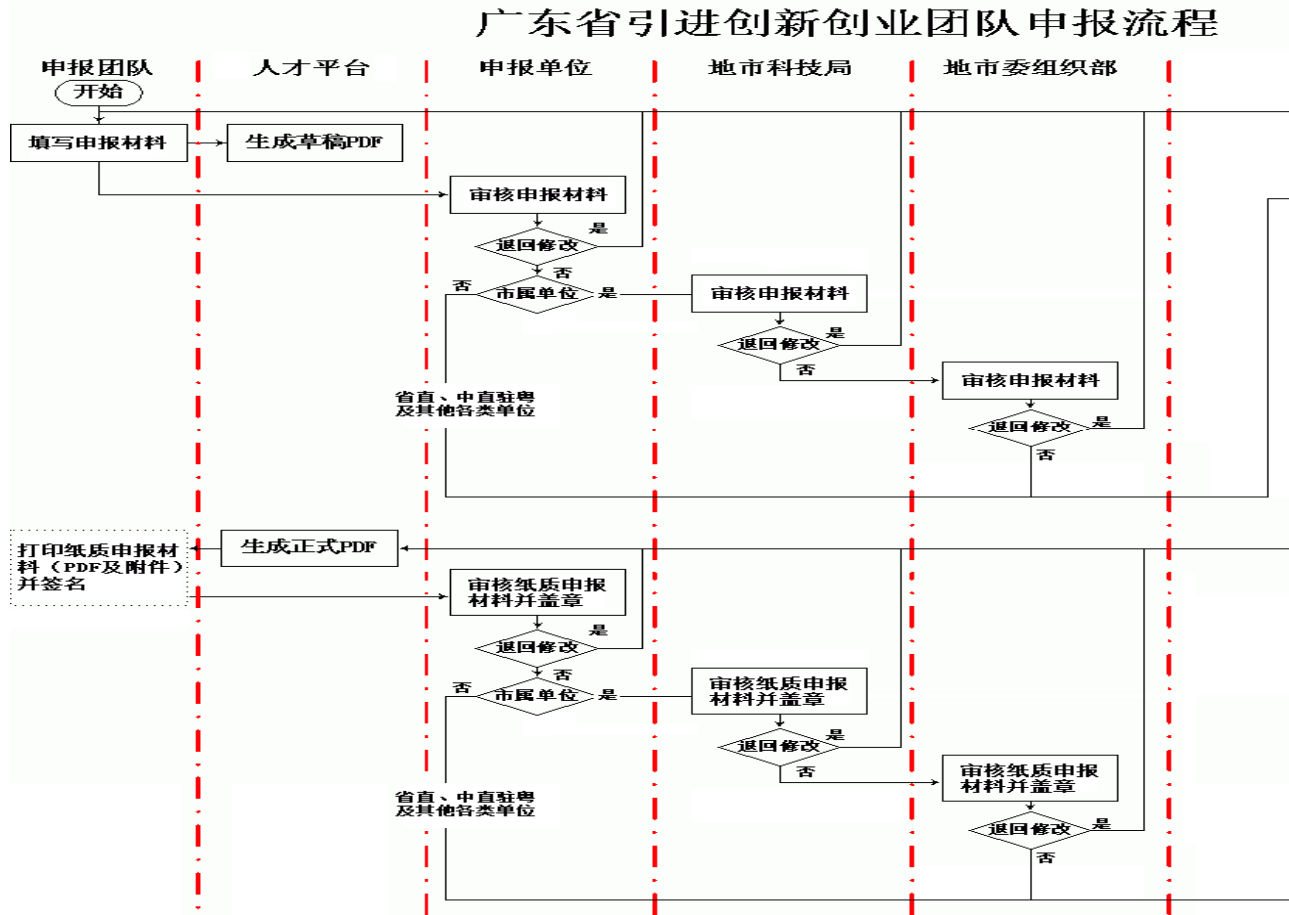 广东省引进创新创业团队申报流程
申报团队
人才平台
申报单位
地市科技局
地市委组织部
开始
填写申报材料
生成草稿PDF
审核申报材料
退回修改
是
否
市属单位
否
是
审核申报材料
退回修改
是
否
审核申报材料
退回修改
是
否
省直、中直驻粤
及其他各类单位
生成正式PDF
打印纸质申报材
料（PDF及附件）
并签名
审核纸质申报
材料并盖章
退回修改
是
否
市属单位
否
是
审核纸质申报
材料并盖章
退回修改
是
否
审核纸质申报
材料并盖章
退回修改
是
否
省直、中直驻粤
及其他各类单位